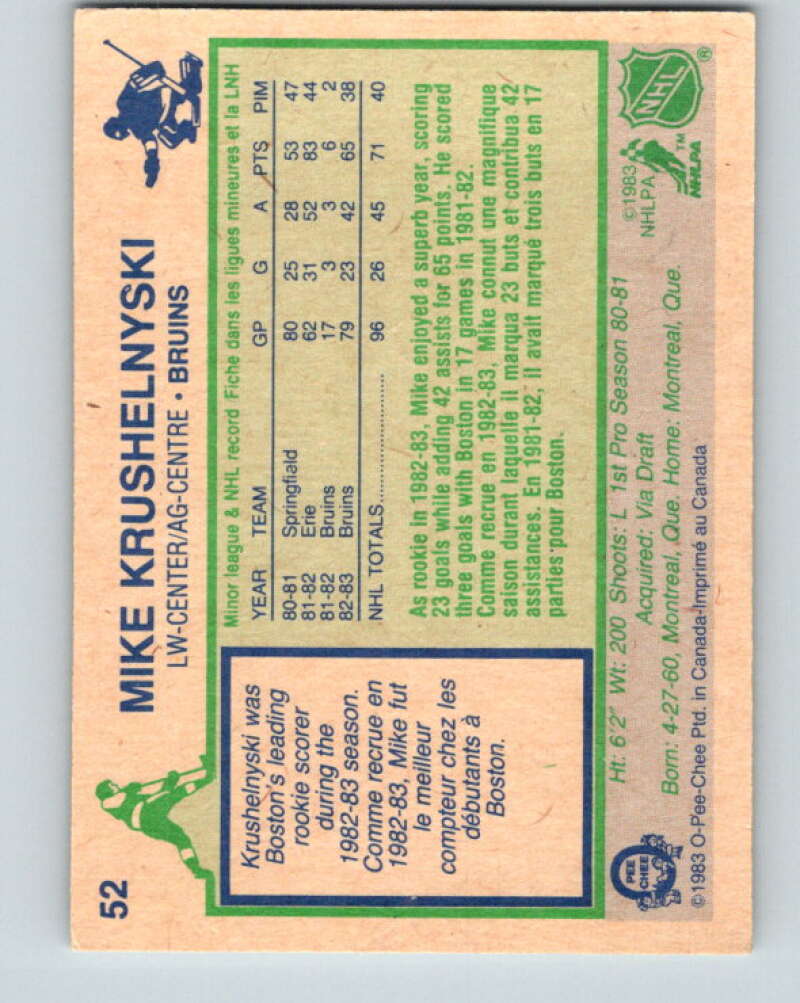 52
MIKE KRUSHELNYSKI
LW-CENTER/AG-CENTRE • BRUINS
Krushelnyski was
Boston's leading
rookie scorer
during the
1982-83 season.
Comme recrue en
1982-83, Mike fut
le meilleur
compteur chez les
débutants à
Boston.
Minor league & NHL record Fiche dans les ligues mineures et la LNH
YEAR TEAM GP G A PTS PIM
80-81 Springfiald 80 25 28 53 47
81-82 Erie 62 31 52 83 44
81-82 Bruins 17 3 3 6 2
82-83 Bruins 79 23 42 65 38
NHL TOTALS 96 26 45 71 40
As rookie in 1982-83, Mike enjoyed a superb year, scoring
23 goals while adding 42 assists for 65 points. He scored
three goals with Boston in 17 games in 1981-82.
Comme recrue en 1982-83, Mike connut une magnifique
saison durant laquelle il marqua 23 buts et contribua 42
assistances. En 1981-82, il avait marqué trois buts en 17
parties pour Boston.
Ht: 6'2" Wt: 200 Shoots: L 1st Pro Season 80-81
Acquired: Via Draft
Born: 4-27-60, Montreal, Que. Home: Montreal, Que.
©1983 O-Pee-Chee Ptd. in Canada-Imprimé au Canada
O PEE CHEE
©1983
NHLPA
NHL ®
NHLPA ™